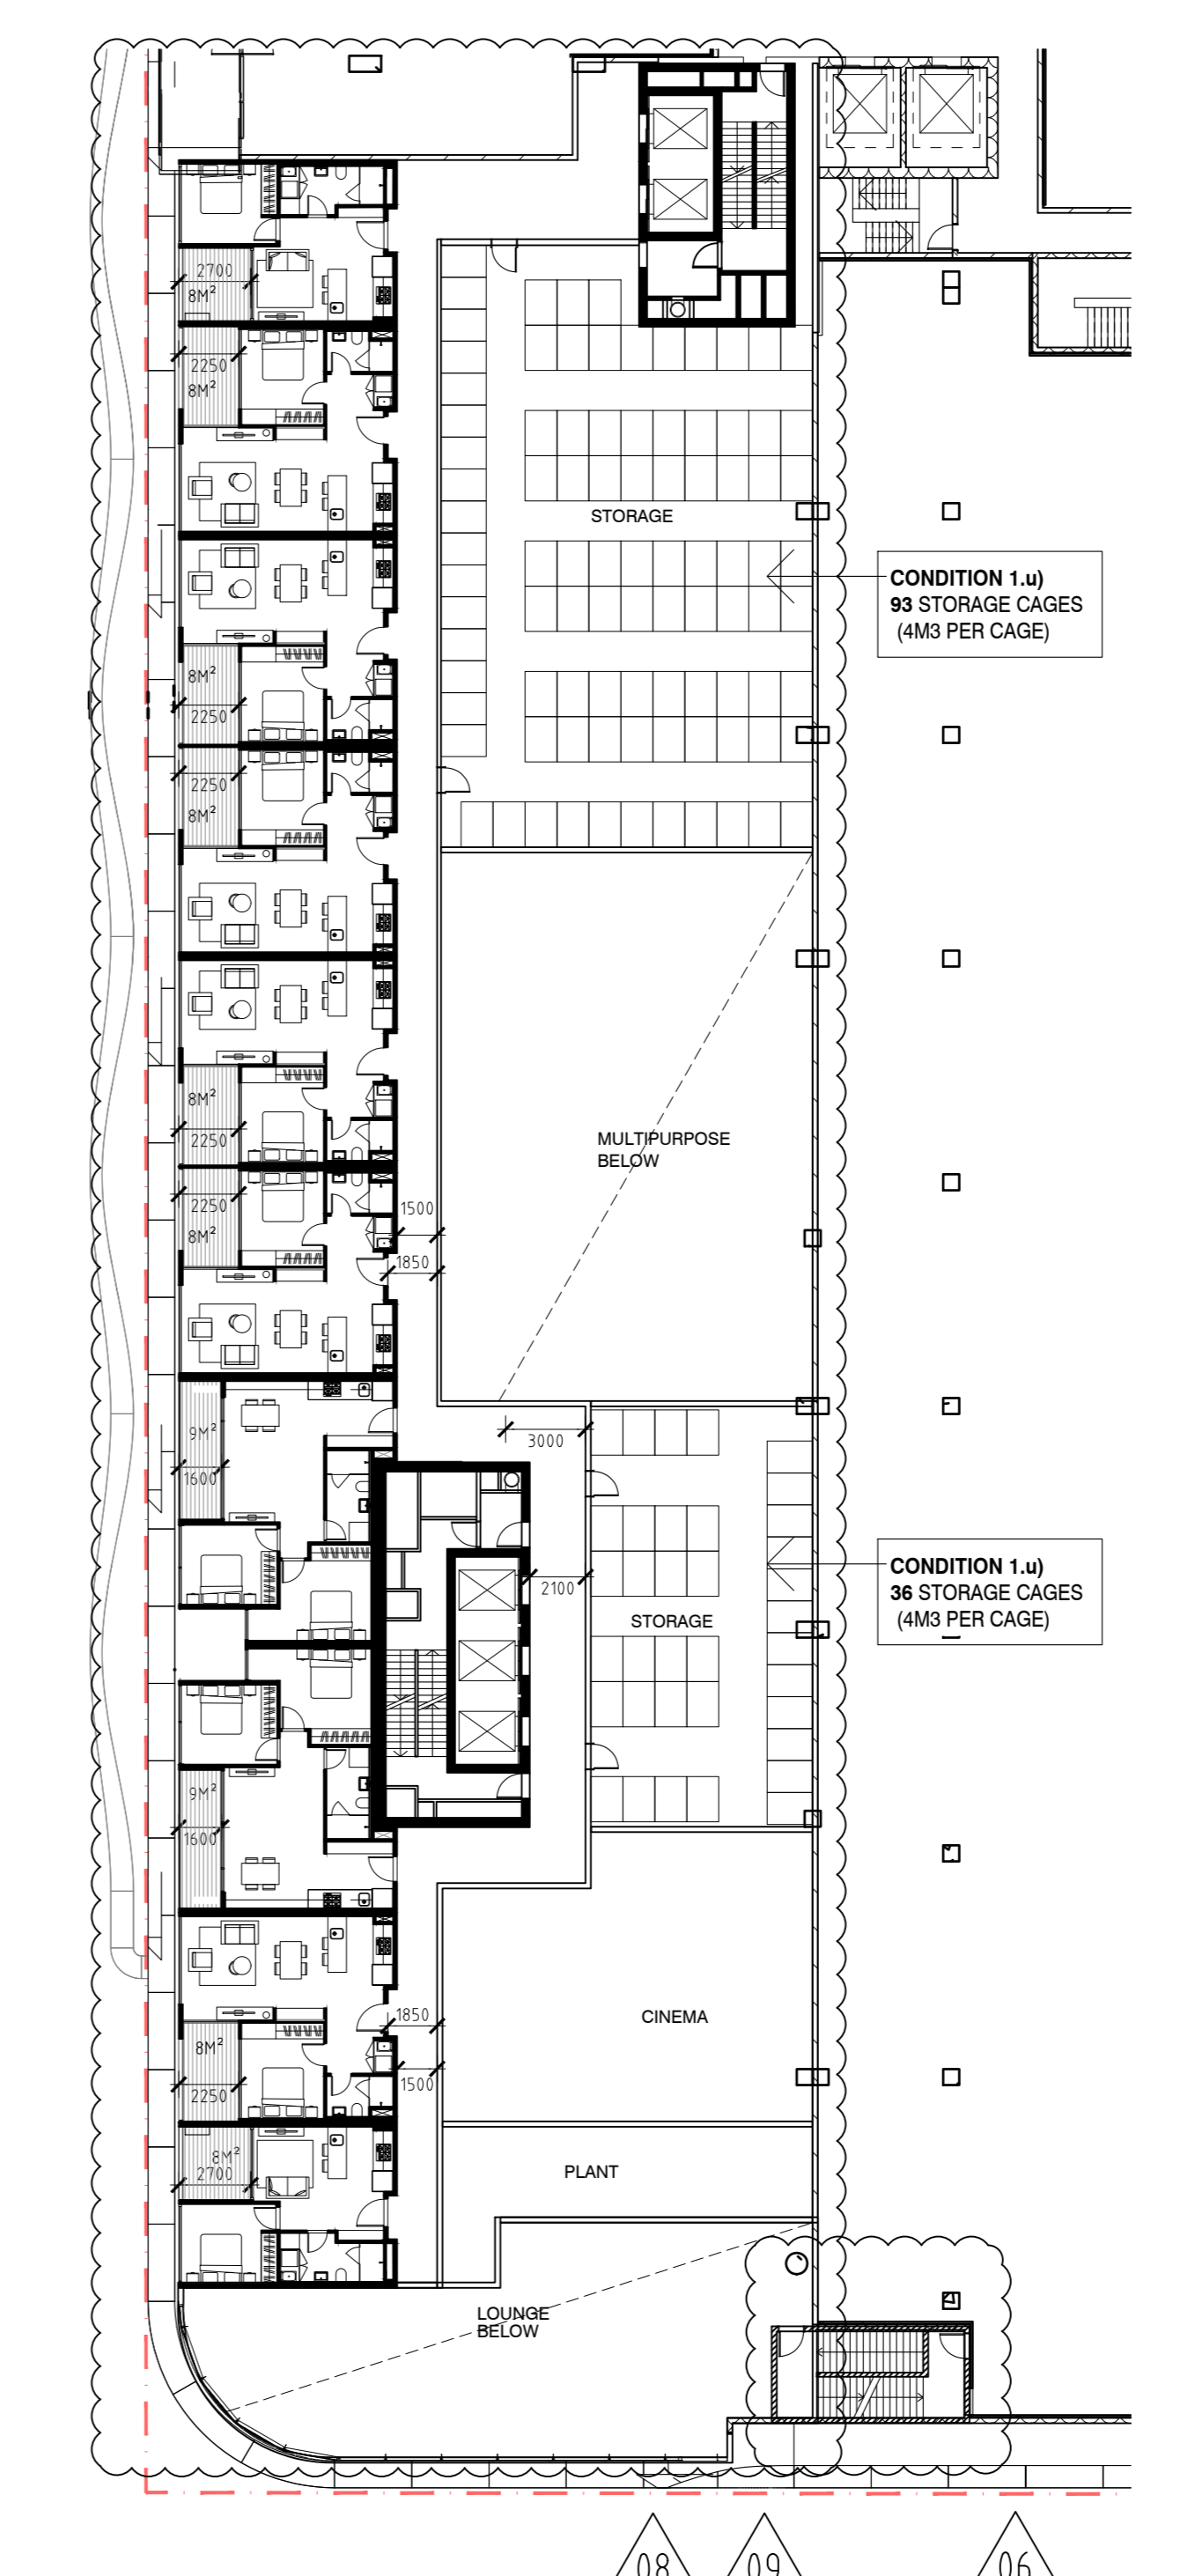 2700
8M²
2250
8M²
STORAGE
CONDITION 1.u)
93 STORAGE CAGES
(4M3 PER CAGE)
8M²
2250
2250
8M²
MULTIPURPOSE
BELOW
8M²
2250
2250
8M²
1500
1850
9M²
1600
3000
2100
CONDITION 1.u)
36 STORAGE CAGES
(4M3 PER CAGE)
STORAGE
9M²
1600
1850
CINEMA
8M²
2250
1500
8M²
2700
PLANT
LOUNGE
BELOW
08
09
06